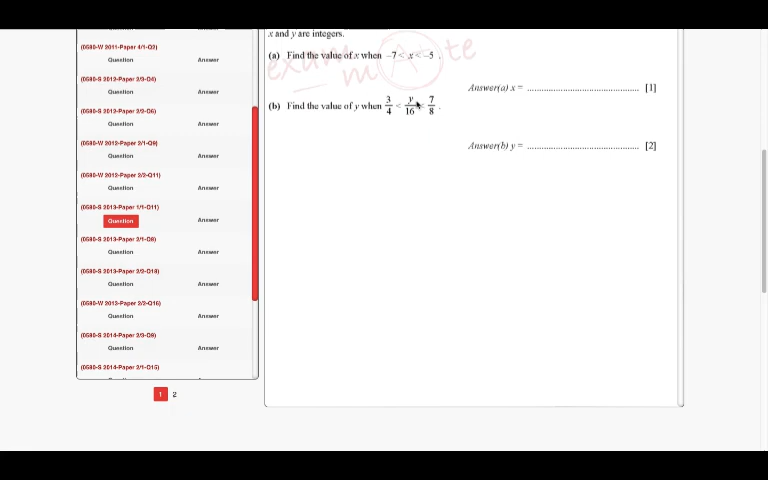 x and y are integers.
(0580-W 2011-Paper 4/1-Q2)
Question Answer
(a) Find the value of x when −7 < x < −5 .
exam mAte
(0580-S 2012-Paper 2/3-Q4)
Question Answer
Answer(a) x = ................................................ [1]
(b) Find the value of y when 3/4 < y/16 < 7/8 .
(0580-S 2012-Paper 2/3-Q6)
Question Answer
Answer(b) y = ................................................ [2]
(0580-W 2012-Paper 2/1-Q9)
Question Answer
(0580-W 2012-Paper 2/2-Q11)
Question Answer
(0580-S 2013-Paper 1/1-Q11)
Question Answer
(0580-S 2013-Paper 2/1-Q8)
Question Answer
(0580-S 2013-Paper 2/2-Q18)
Question Answer
(0580-W 2013-Paper 2/2-Q16)
Question Answer
(0580-S 2014-Paper 2/3-Q9)
Question Answer
(0580-S 2014-Paper 2/1-Q15)
1 2